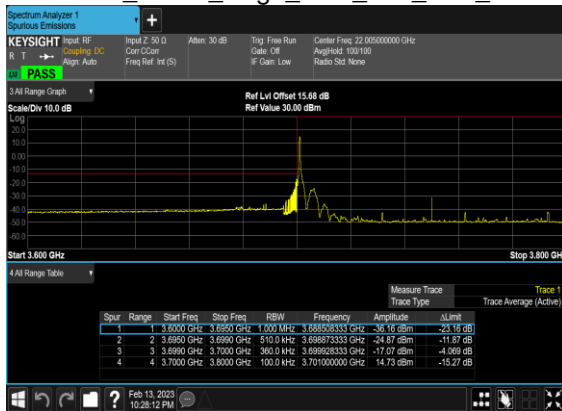 Spectrum Analyzer 1
Spurious Emissions
+
KEYSIGHT Input: RF
R T Coupling: DC
Align: Auto
Input Z: 50 Ω
Corr CCorr
Freq Ref: Int (S)
Atten: 30 dB
Trig: Free Run
Gate: Off
IF Gain: Low
Center Freq: 22.005000000 GHz
Avg|Hold: 100/100
Radio Std: None
PASS
3 All Range Graph
Scale/Div 10.0 dB
Ref Lvl Offset 15.68 dB
Ref Value 30.00 dBm
Log
20.0
10.0
0.00
-10.0
-20.0
-30.0
-40.0
-50.0
-60.0
Start 3.600 GHz
Stop 3.800 GH
4 All Range Table
Measure Trace Trace 1
Trace Type Trace Average (Active)
Spur Range Start Freq Stop Freq RBW Frequency Amplitude ΔLimit
1 1 3.6000 GHz 3.6950 GHz 1.000 MHz 3.688508333 GHz -36.16 dBm -23.16 dB
2 2 3.6950 GHz 3.6990 GHz 510.0 kHz 3.698873333 GHz -24.87 dBm -11.87 dB
3 3 3.6990 GHz 3.7000 GHz 360.0 kHz 3.699928333 GHz -17.07 dBm -4.069 dB
4 4 3.7000 GHz 3.8000 GHz 100.0 kHz 3.701000000 GHz 14.73 dBm -15.27 dB
? Feb 13, 2023
10:28:12 PM